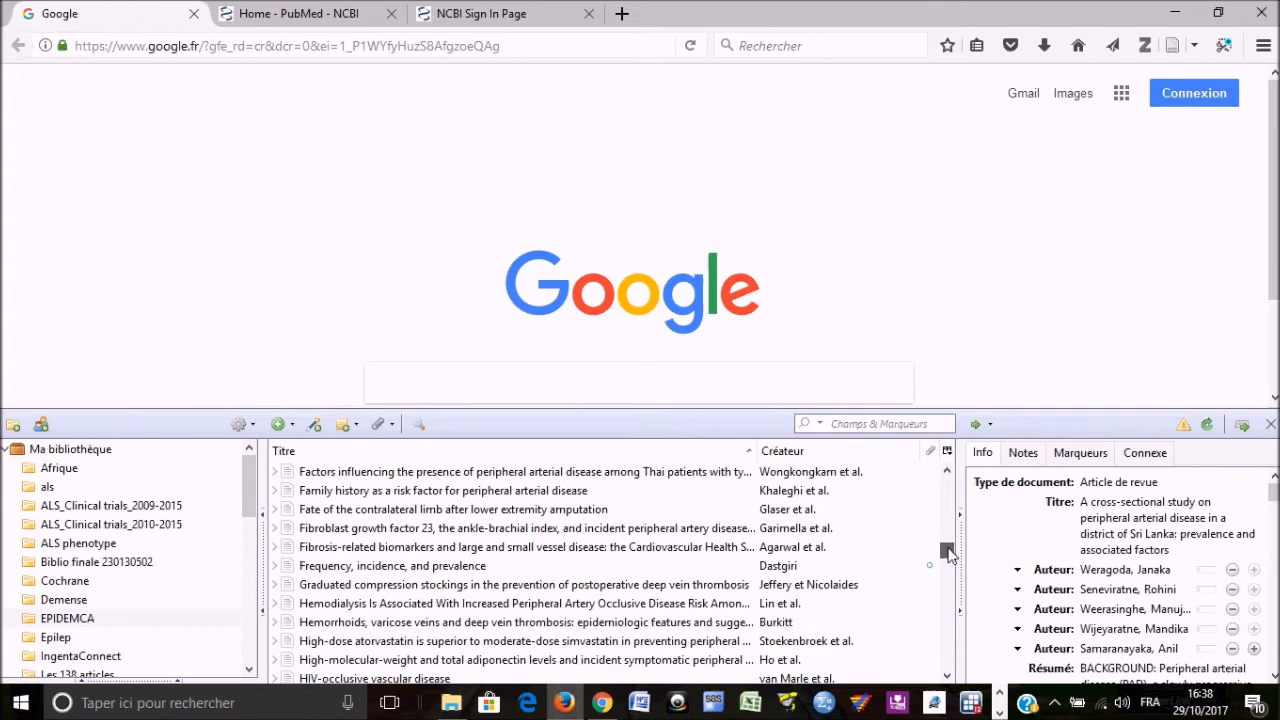 Google
Home - PubMed - NCBI
NCBI Sign In Page
https://www.google.fr/?gfe_rd=cr&dcr=0&ei=1_P1WYfyHuzS8AfgzoeQAg
Rechercher
Gmail
Images
Connexion
Google
Champs & Marqueurs
Ma bibliothèque
Afrique
als
ALS_Clinical trials_2009-2015
ALS_Clinical trials_2010-2015
ALS phenotype
Biblio finale 230130502
Cochrane
Demense
EPIDEMCA
Epilep
IngentaConnect
Les 138 articles
Titre Créateur
Factors influencing the presence of peripheral arterial disease among Thai patients with ty... Wongkongkam et al.
Family history as a risk factor for peripheral arterial disease Khaleghi et al.
Fate of the contralateral limb after lower extremity amputation Glaser et al.
Fibroblast growth factor 23, the ankle-brachial index, and incident peripheral artery disease... Garimella et al.
Fibrosis-related biomarkers and large and small vessel disease: the Cardiovascular Health S... Agarwal et al.
Frequency, incidence, and prevalence Dastgiri
Graduated compression stockings in the prevention of postoperative deep vein thrombosis Jeffery et Nicolaides
Hemodialysis Is Associated With Increased Peripheral Artery Occlusive Disease Risk Amon... Lin et al.
Hemorrhoids, varicose veins and deep vein thrombosis: epidemiologic features and sugge... Burkitt
High-dose atorvastatin is superior to moderate-dose simvastatin in preventing peripheral ... Stoekenbroek et al.
High-molecular-weight and total adiponectin levels and incident symptomatic peripheral ... Ho et al.
HIV-occlusive vascular disease van Marle et al.
Info Notes Marqueurs Connexe
Type de document: Article de revue
Titre: A cross-sectional study on
peripheral arterial disease in a
district of Sri Lanka: prevalence
and associated factors
Auteur: Weragoda, Janaka
Auteur: Seneviratne, Rohini
Auteur: Weerasinghe, Manuj...
Auteur: Wijeyaratne, Mandika
Auteur: Samaranayaka, Anil
Résumé: BACKGROUND: Peripheral arterial
Taper ici pour rechercher
FRA
16:38
29/10/2017
10